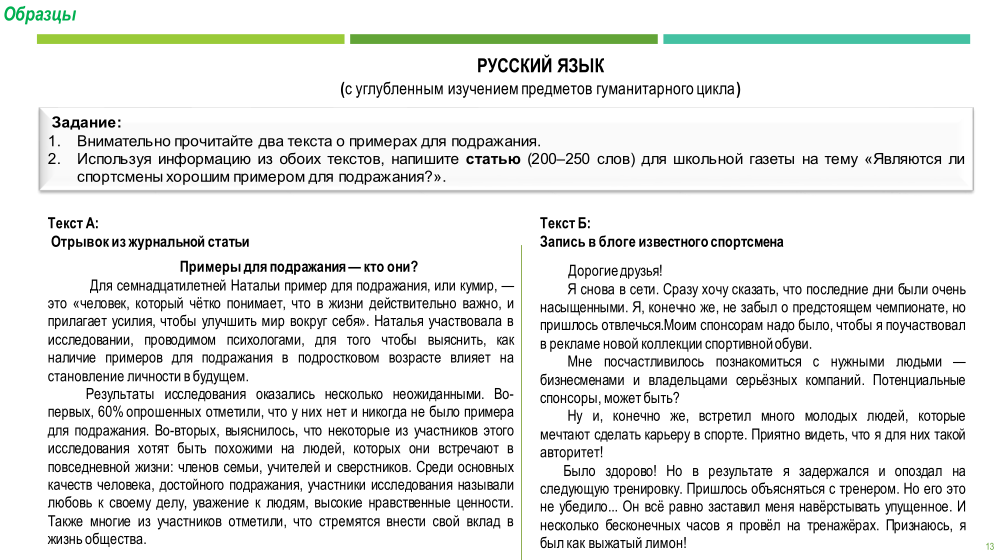 Образцы
РУССКИЙ ЯЗЫК
(с углубленным изучением предметов гуманитарного цикла)
Задание:
1. Внимательно прочитайте два текста о примерах для подражания.
2. Используя информацию из обоих текстов, напишите статью (200–250 слов) для школьной газеты на тему «Являются ли
спортсмены хорошим примером для подражания?».
Текст А:
Отрывок из журнальной статьи
Примеры для подражания — кто они?
Для семнадцатилетней Натальи пример для подражания, или кумир, —
это «человек, который чётко понимает, что в жизни действительно важно, и
прилагает усилия, чтобы улучшить мир вокруг себя». Наталья участвовала в
исследовании, проводимом психологами, для того чтобы выяснить, как
наличие примеров для подражания в подростковом возрасте влияет на
становление личности в будущем.
Результаты исследования оказались несколько неожиданными. Во-
первых, 60% опрошенных отметили, что у них нет и никогда не было примера
для подражания. Во-вторых, выяснилось, что некоторые из участников этого
исследования хотят быть похожими на людей, которых они встречают в
повседневной жизни: членов семьи, учителей и сверстников. Среди основных
качеств человека, достойного подражания, участники исследования называли
любовь к своему делу, уважение к людям, высокие нравственные ценности.
Также многие из участников отметили, что стремятся внести свой вклад в
жизнь общества.
Текст Б:
Запись в блоге известного спортсмена
Дорогие друзья!
Я снова в сети. Сразу хочу сказать, что последние дни были очень
насыщенными. Я, конечно же, не забыл о предстоящем чемпионате, но
пришлось отвлечься.Моим спонсорам надо было, чтобы я поучаствовал
в рекламе новой коллекции спортивной обуви.
Мне посчастливилось познакомиться с нужными людьми —
бизнесменами и владельцами серьёзных компаний. Потенциальные
спонсоры, может быть?
Ну и, конечно же, встретил много молодых людей, которые
мечтают сделать карьеру в спорте. Приятно видеть, что я для них такой
авторитет!
Было здорово! Но в результате я задержался и опоздал на
следующую тренировку. Пришлось объясняться с тренером. Но его это
не убедило... Он всё равно заставил меня навёрстывать упущенное. И
несколько бесконечных часов я провёл на тренажёрах. Признаюсь, я
был как выжатый лимон!
13